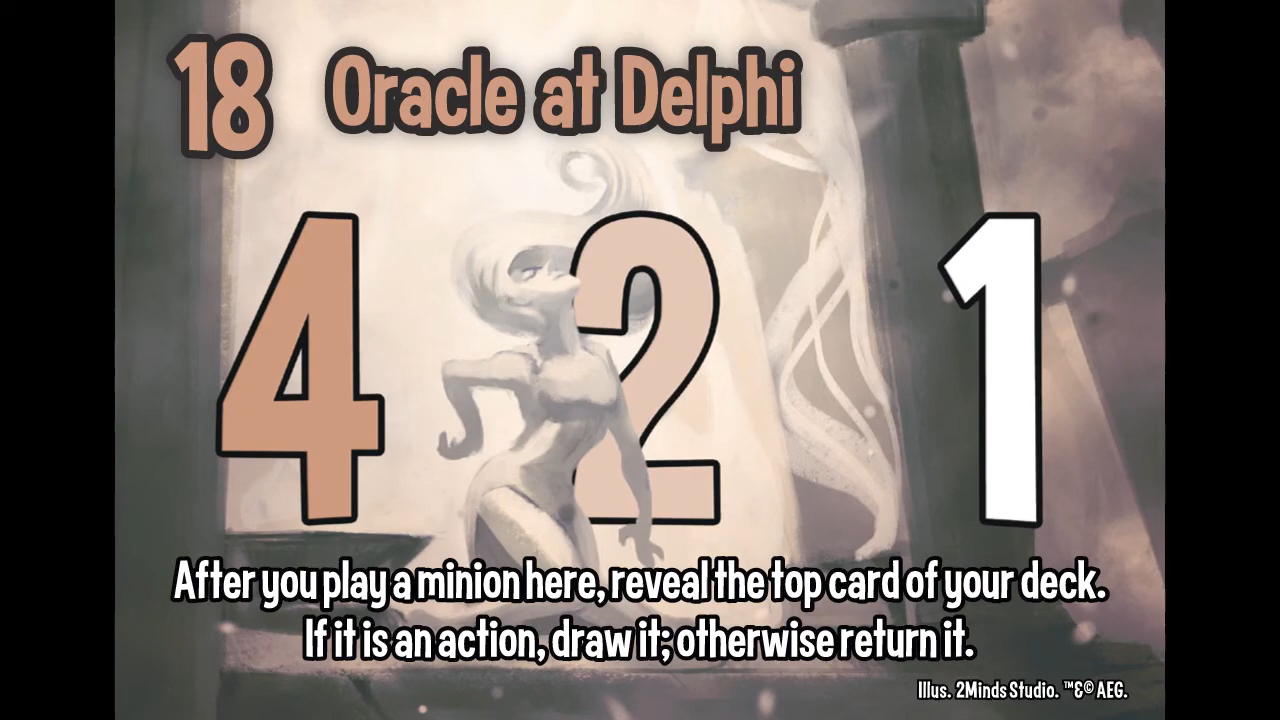 18 Oracle at Delphi
4 2 1
After you play a minion here, reveal the top card of your deck.
If it is an action, draw it; otherwise return it.
Illus. 2Minds Studio. ™&© AEG.